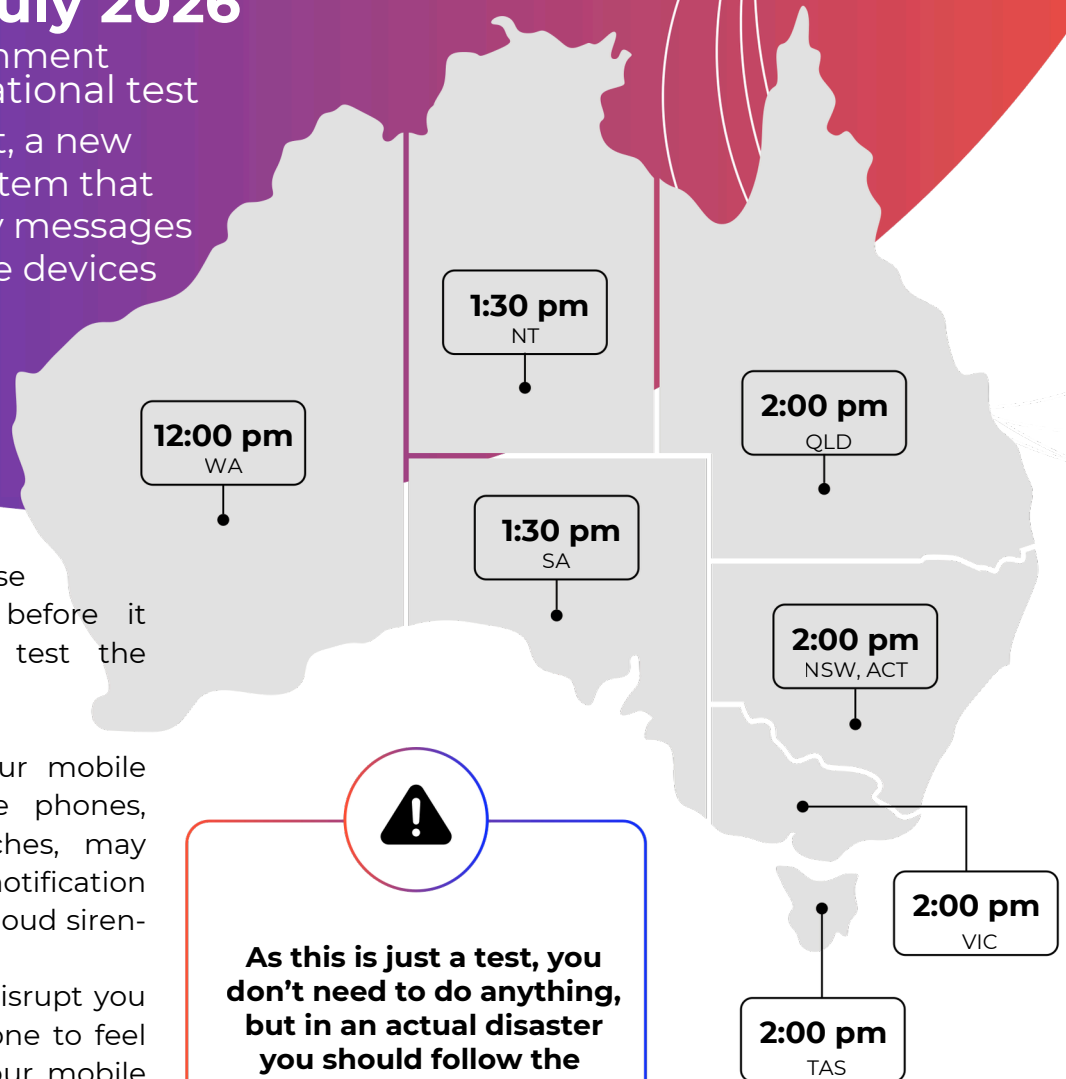 uly 2026
nment
ational test
t, a new
tem that
y messages
e devices
1:30 pm
NT
2:00 pm
QLD
12:00 pm
WA
1:30 pm
SA
2:00 pm
NSW, ACT
2:00 pm
VIC
2:00 pm
TAS
se
before it
test the
ur mobile
e phones,
ches, may
notification
oud siren-
isrupt you
one to feel
our mobile
As this is just a test, you
don’t need to do anything,
but in an actual disaster
you should follow the